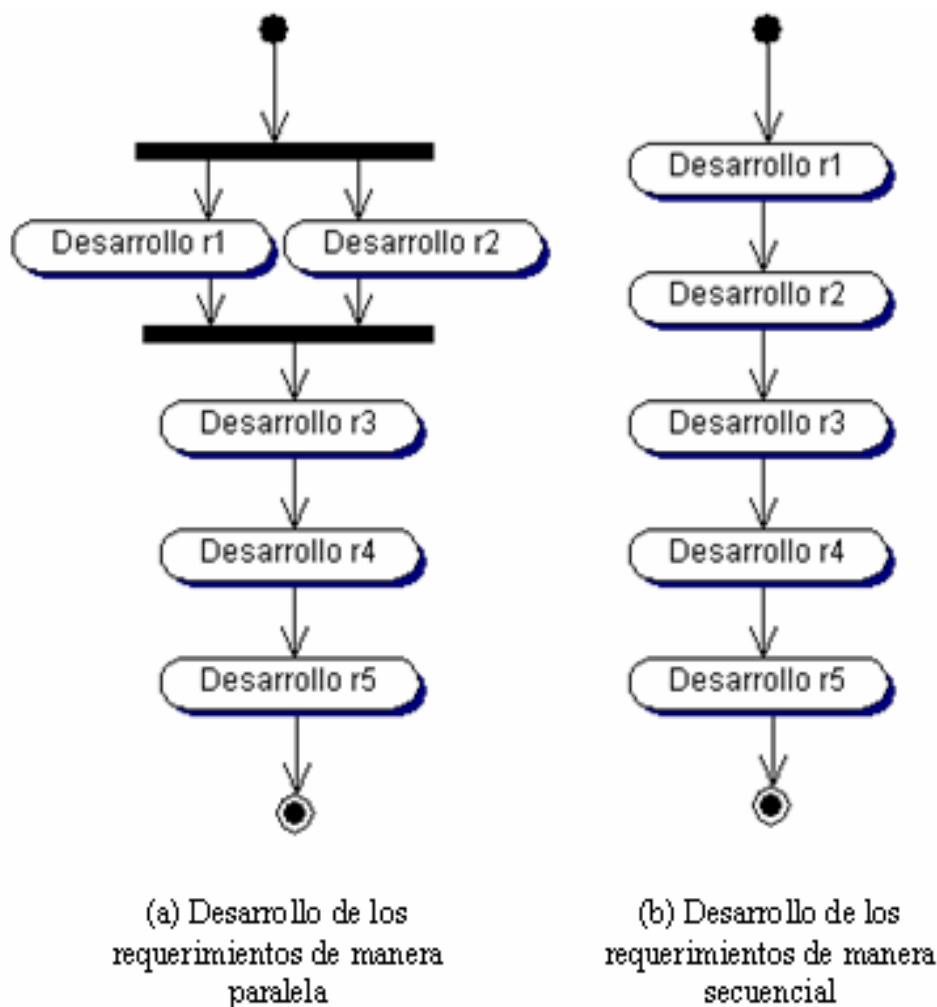 Desarrollo r1
Desarrollo r2
Desarrollo r3
Desarrollo r4
Desarrollo r5
(a) Desarrollo de los
requerimientos de manera
paralela
Desarrollo r1
Desarrollo r2
Desarrollo r3
Desarrollo r4
Desarrollo r5
(b) Desarrollo de los
requerimientos de manera
secuencial